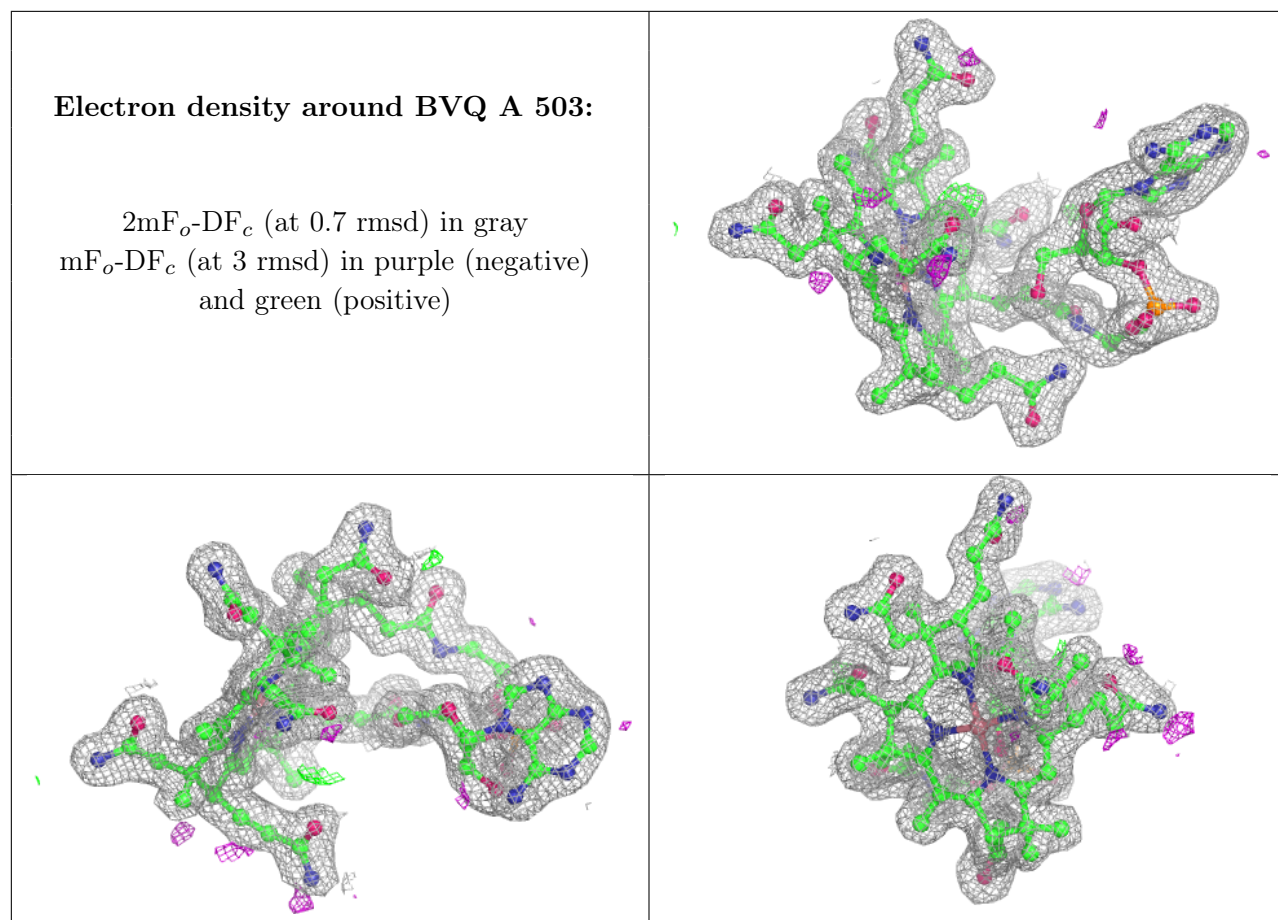 Electron density around BVQ A 503:
2mFo-DFc (at 0.7 rmsd) in gray
mFo-DFc (at 3 rmsd) in purple (negative)
and green (positive)